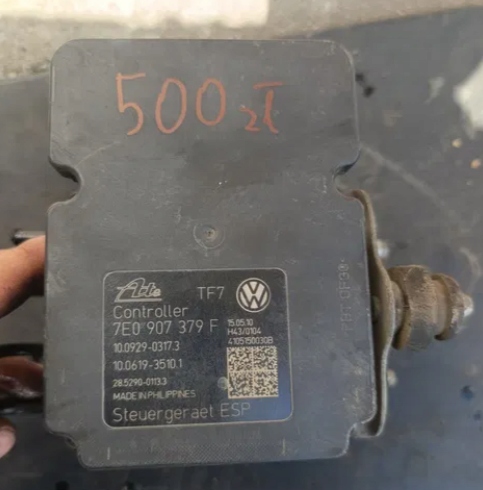 500 zł
Ate TF7
Controller
7E0 907 379 F
15.05.10
H43/0104
4105150030B
10.0929-0317.3
10.0619-3510.1
28.5290-0113.3
MADE IN PHILIPPINES
Steuergeraet ESP